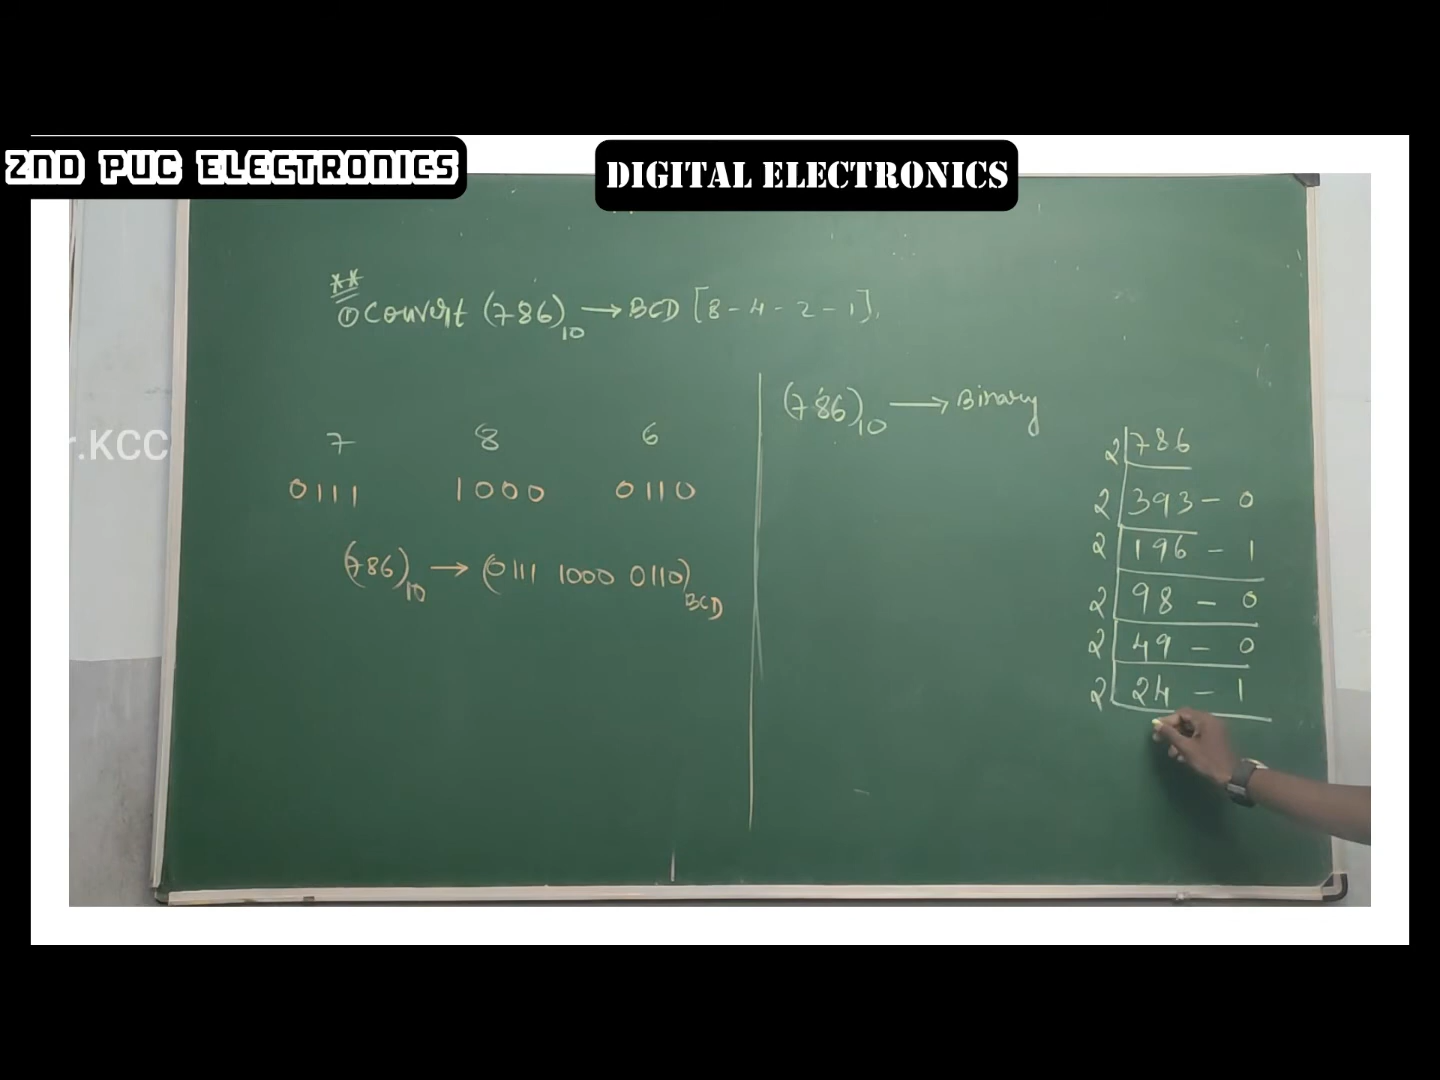 2ND PUC ELECTRONICS
DIGITAL ELECTRONICS
**
① Convert (786)10 → BCD [8-4-2-1].
(786)10 → Binary
r.KCC
7 8 6
0111 1000 0110
(786)10 → (0111 1000 0110)BCD
2 786
2 393 - 0
2 196 - 1
2 98 - 0
2 49 - 0
2 24 - 1